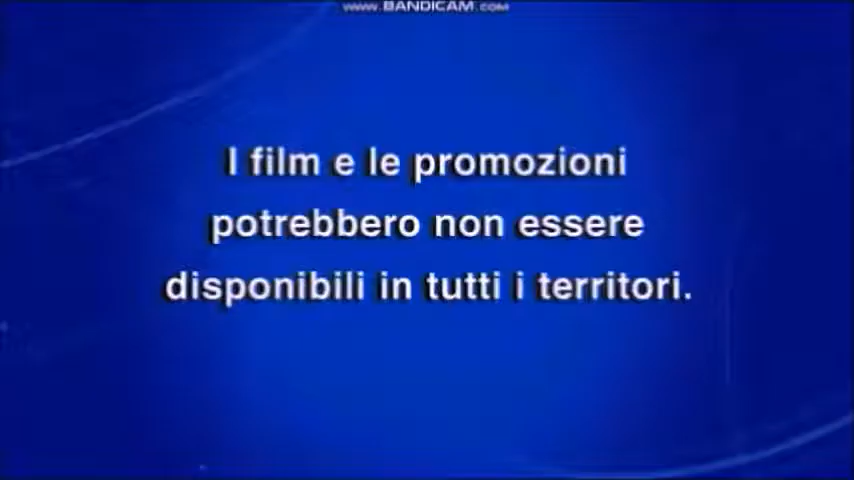 www.BANDICAM.com
I film e le promozioni
potrebbero non essere
disponibili in tutti i territori.